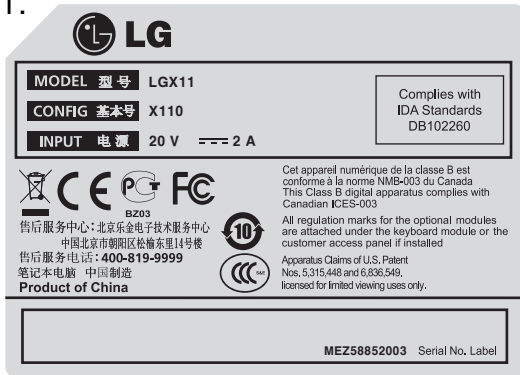 1.
LG
MODEL 型号 LGX11
CONFIG 基本号 X110
INPUT 电源 20 V 2 A
Complies with
IDA Standards
DB102260
CE PCT FC
BZ03
售后服务中心:北京乐金电子技术服务中心
中国北京市朝阳区松榆东里14号楼
售后服务电话:400-819-9999
笔记本电脑 中国制造
Product of China
10
CCC S&E
Cet appareil numérique de la classe B est
conforme à la norme NMB-003 du Canada
This Class B digital apparatus complies with
Canadian ICES-003
All regulation marks for the optional modules
are attached under the keyboard module or the
customer access panel if installed
Apparatus Claims of U.S. Patent
Nos, 5,315,448 and 6,836,549,
licensed for limited viewing uses only.
MEZ58852003 Serial No. Label